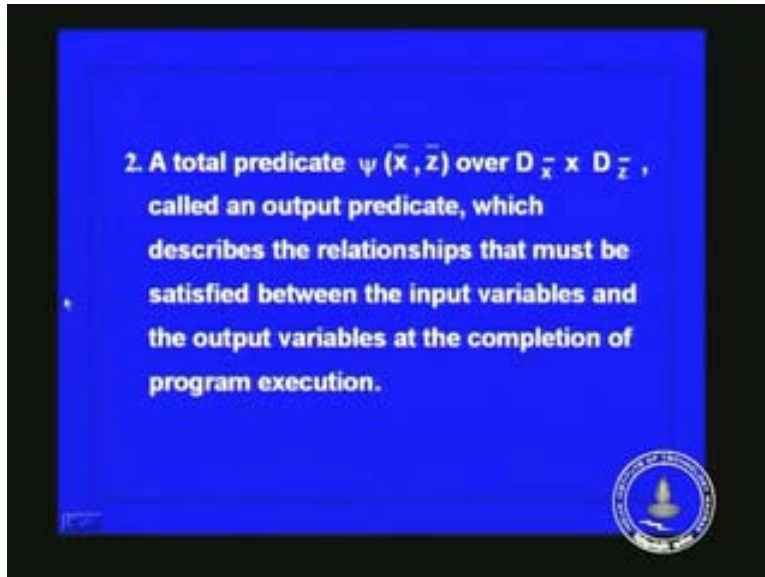 2. A total predicate ψ (x̄ , z̄) over D x̄ x D z̄ ,
called an output predicate, which
describes the relationships that must be
satisfied between the input variables and
the output variables at the completion of
program execution.